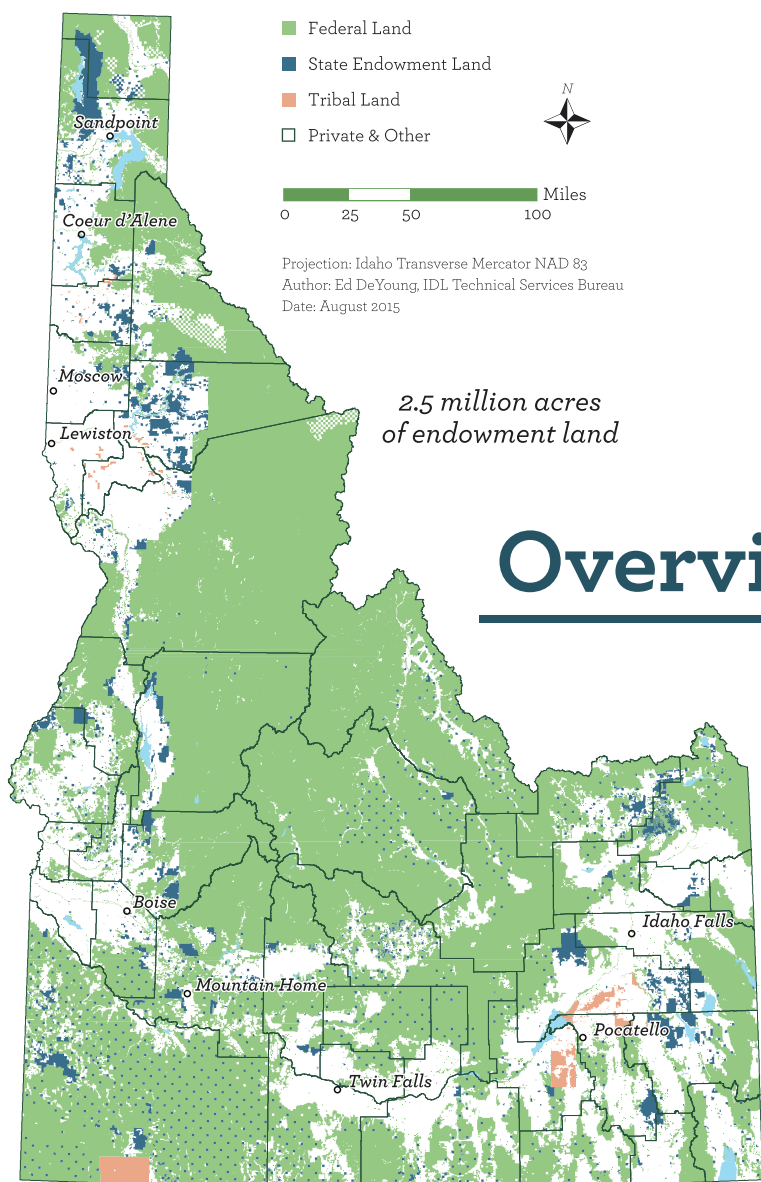 Federal Land
State Endowment Land
Tribal Land
Private & Other
N
Miles
0 25 50 100
Projection: Idaho Transverse Mercator NAD 83
Author: Ed DeYoung, IDL Technical Services Bureau
Date: August 2015
2.5 million acres
of endowment land
Overvi
Sandpoint
Coeur d'Alene
Moscow
Lewiston
Boise
Idaho Falls
Mountain Home
Pocatello
Twin Falls